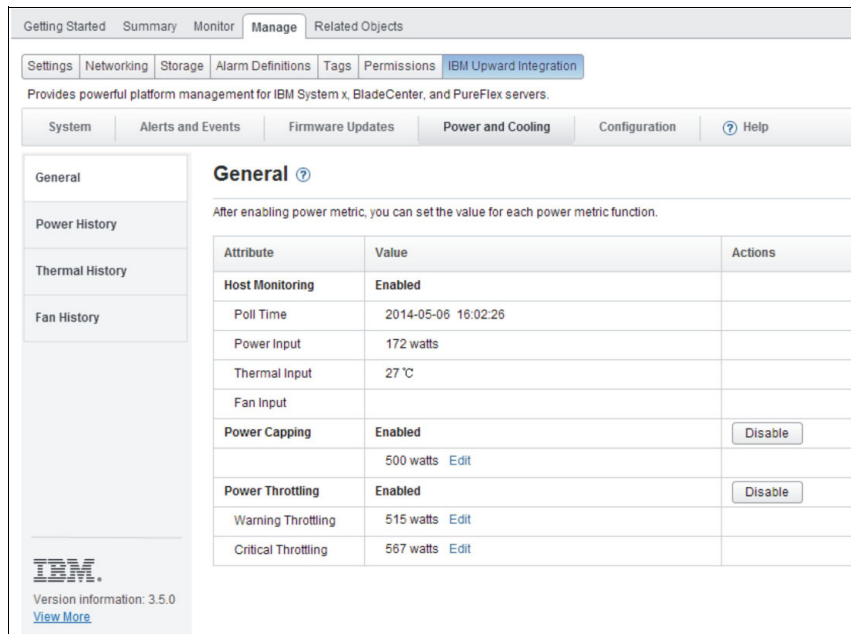 Getting Started Summary Monitor Manage Related Objects
Settings Networking Storage Alarm Definitions Tags Permissions IBM Upward Integration
Provides powerful platform management for IBM System x, BladeCenter, and PureFlex servers.
System Alerts and Events Firmware Updates Power and Cooling Configuration ? Help
General
Power History
Thermal History
Fan History
General ?
After enabling power metric, you can set the value for each power metric function.
Attribute Value Actions
Host Monitoring Enabled
Poll Time 2014-05-06 16:02:26
Power Input 172 watts
Thermal Input 27 ℃
Fan Input
Power Capping Enabled Disable
500 watts Edit
Power Throttling Enabled Disable
Warning Throttling 515 watts Edit
Critical Throttling 567 watts Edit
IBM.
Version information: 3.5.0
View More